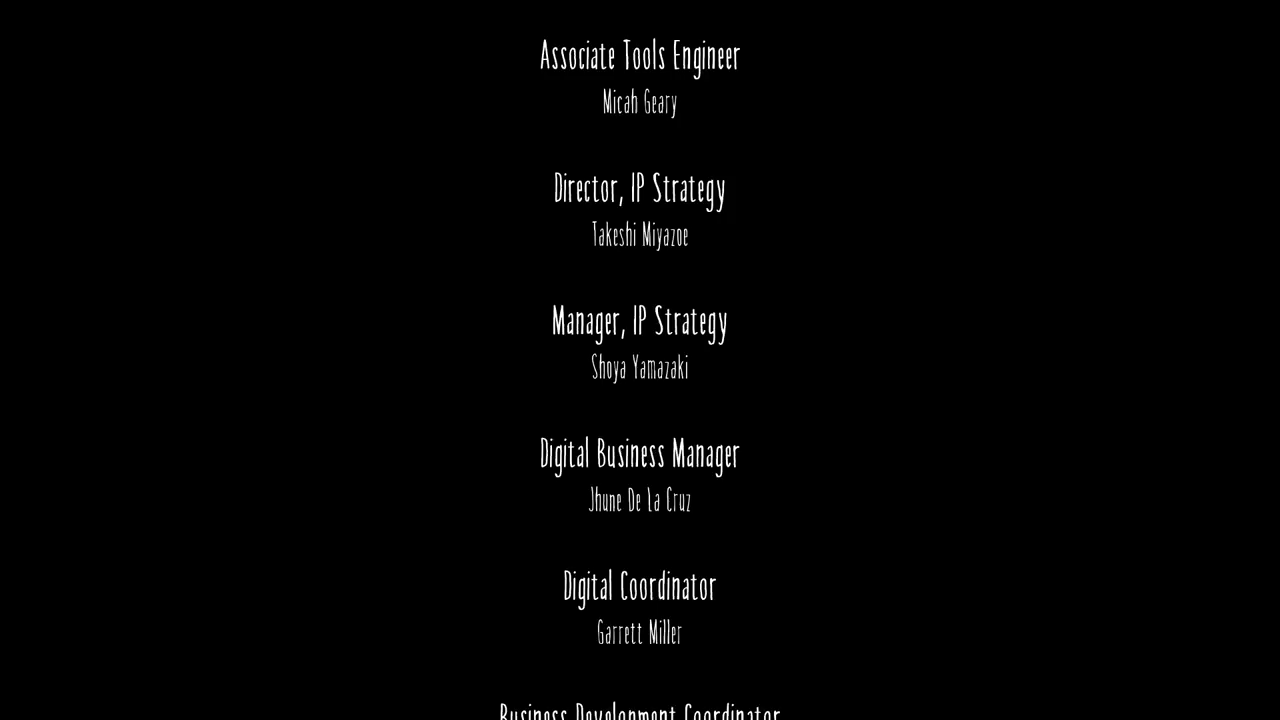 Associate Tools Engineer
Micah Geary
Director, IP Strategy
Takeshi Miyazoe
Manager, IP Strategy
Shoya Yamazaki
Digital Business Manager
Jhune De La Cruz
Digital Coordinator
Garrett Miller
Business Development Coordinator